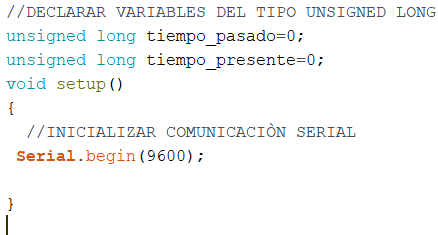 //DECLARAR VARIABLES DEL TIPO UNSIGNED LONG
unsigned long tiempo_pasado=0;
unsigned long tiempo_presente=0;
void setup()
{
//INICIALIZAR COMUNICACIÒN SERIAL
Serial.begin(9600);
}